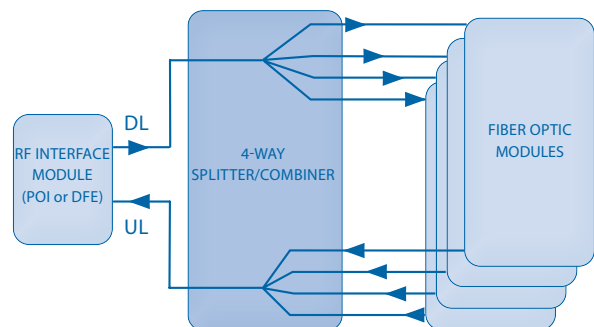 DL
RF INTERFACE
MODULE
(POI or DFE)
UL
4-WAY
SPLITTER/COMBINER
FIBER OPTIC
MODULES